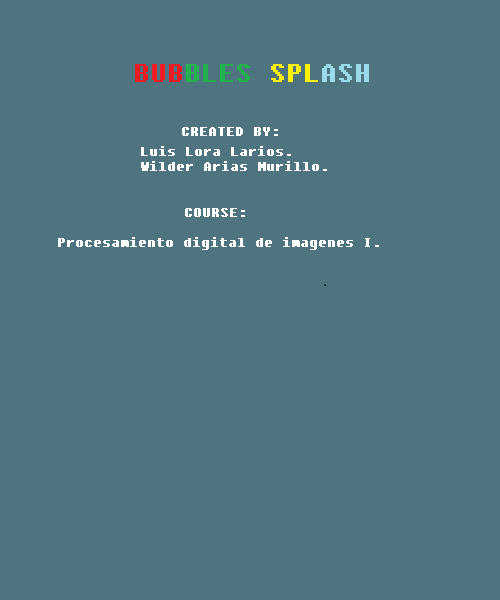 BUBBLES SPLASH
CREATED BY:
Luis Lora Larios.
Wilder Arias Murillo.
COURSE:
Procesamiento digital de imagenes I.